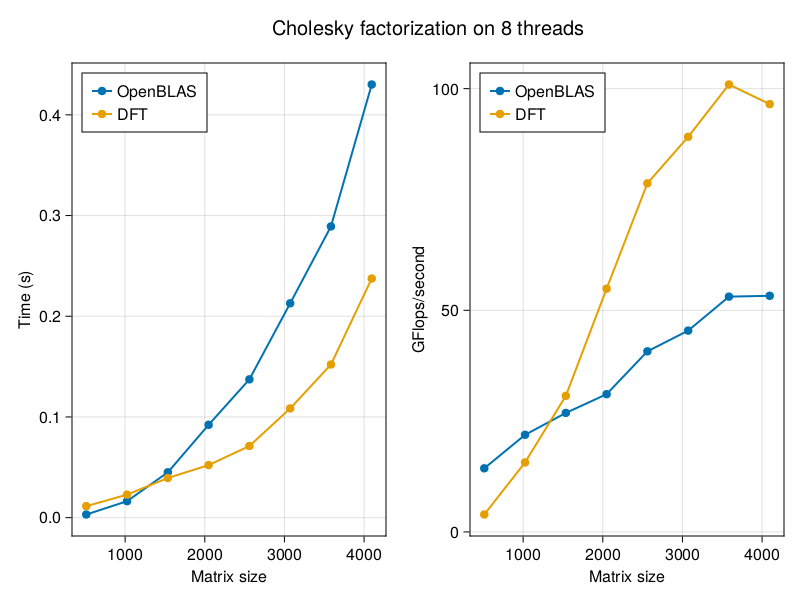 Cholesky factorization on 8 threads
OpenBLAS
DFT
0.4
0.3
0.2
0.1
0.0
Time (s)
1000 2000 3000 4000
Matrix size
OpenBLAS
DFT
100
50
0
GFlops/second
1000 2000 3000 4000
Matrix size